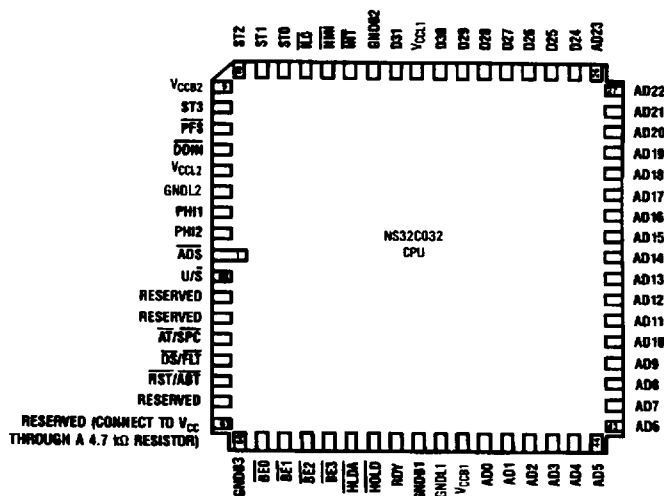 ST2 ST1 ST0 ILO NMI INT GNDB2 D31 VCCL1 D30 D29 D28 D27 D26 D25 D24 AD23
VCCB2
ST3
PFS
DDIN
VCCL2
GNDL2
PHI1
PHI2
ADS
U/S
RESERVED
RESERVED
AT/SPC
DS/FLT
RST/ABT
RESERVED
RESERVED (CONNECT TO VCC
THROUGH A 4.7 kΩ RESISTOR)
NS32C032
CPU
AD22
AD21
AD20
AD19
AD18
AD17
AD16
AD15
AD14
AD13
AD12
AD11
AD10
AD9
AD8
AD7
AD6
GNDB3 BE0 BE1 BE2 BE3 HLDA HOLD RDY GNDB1 GNDL1 VCCB1 AD0 AD1 AD2 AD3 AD4 AD5